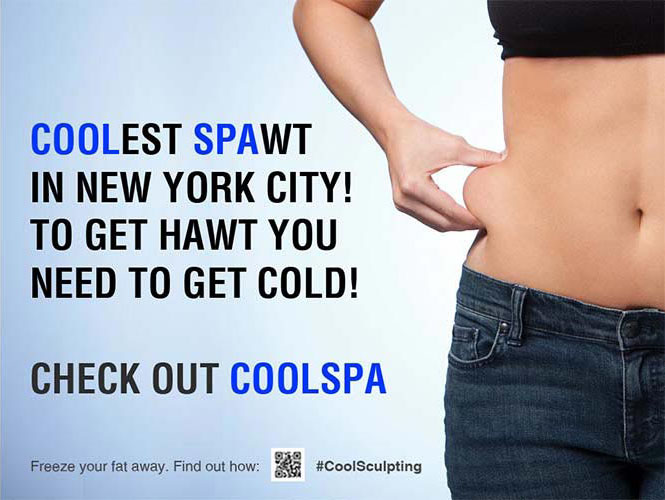 COOLEST SPAWT
IN NEW YORK CITY!
TO GET HAWT YOU
NEED TO GET COLD!
CHECK OUT COOLSPA
Freeze your fat away. Find out how: #CoolSculpting